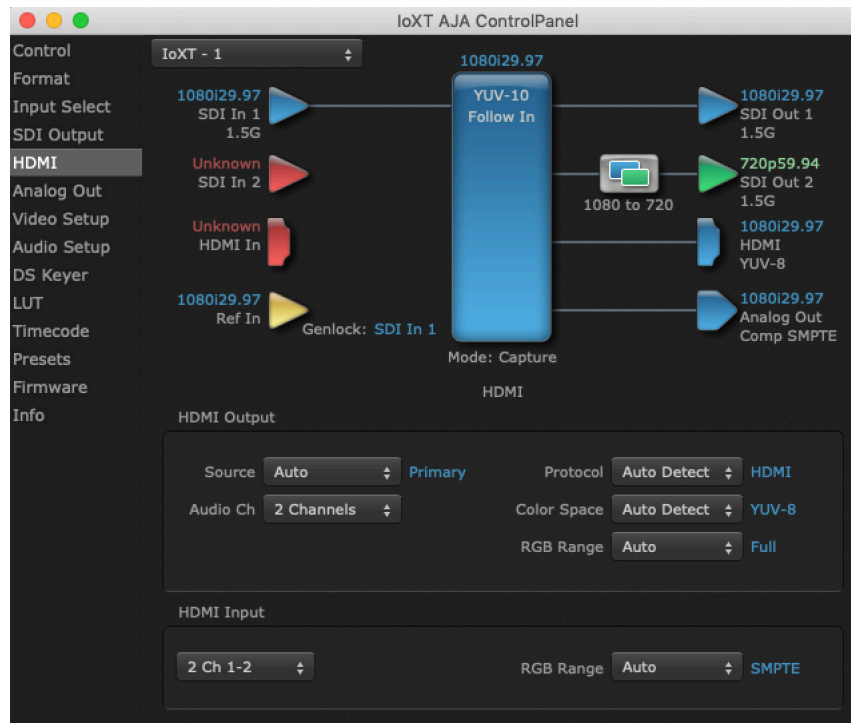 IoXT AJA ControlPanel
Control
Format
Input Select
SDI Output
HDMI
Analog Out
Video Setup
Audio Setup
DS Keyer
LUT
Timecode
Presets
Firmware
Info
IoXT - 1
1080i29.97
1080i29.97
SDI In 1
1.5G
Unknown
SDI In 2
Unknown
HDMI In
1080i29.97
Ref In
Genlock: SDI In 1
YUV-10
Follow In
Mode: Capture
1080 to 720
1080i29.97
SDI Out 1
1.5G
720p59.94
SDI Out 2
1.5G
1080i29.97
HDMI
YUV-8
1080i29.97
Analog Out
Comp SMPTE
HDMI
HDMI Output
Source Auto Primary Protocol Auto Detect HDMI
Audio Ch 2 Channels Color Space Auto Detect YUV-8
RGB Range Auto Full
HDMI Input
2 Ch 1-2 RGB Range Auto SMPTE